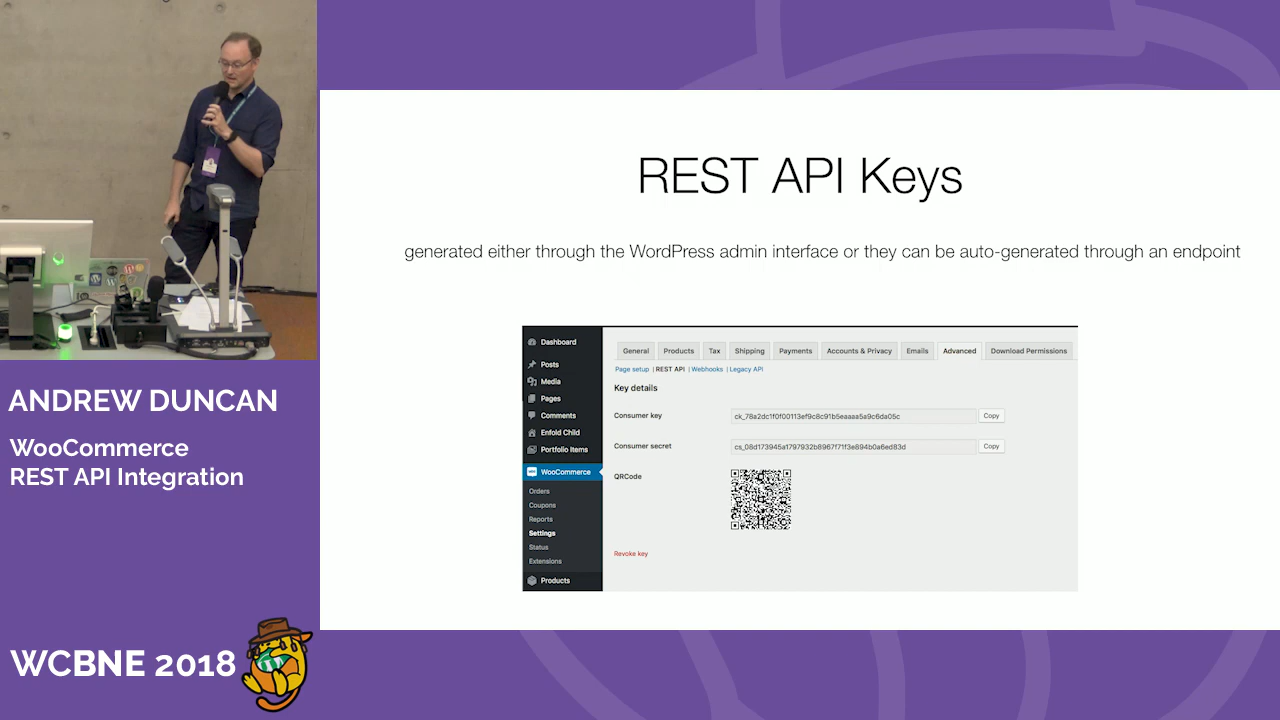 ANDREW DUNCAN
WooCommerce
REST API Integration
WCBNE 2018
REST API Keys
generated either through the WordPress admin interface or they can be auto-generated through an endpoint
Dashboard
Posts
Media
Pages
Comments
Enfold Child
Portfolio Items
WooCommerce
Orders
Coupons
Reports
Settings
Status
Extensions
Products
General Products Tax Shipping Payments Accounts & Privacy Emails Advanced Download Permissions
Page setup | REST API | Webhooks | Legacy API
Key details
Consumer key ck_78a2dc1f0f00113ef9c8c91b5eaaaa5a9c6da05c Copy
Consumer secret cs_08d173945a1797932b8967f71f3e894b0a6ed83d Copy
QRCode
Revoke key